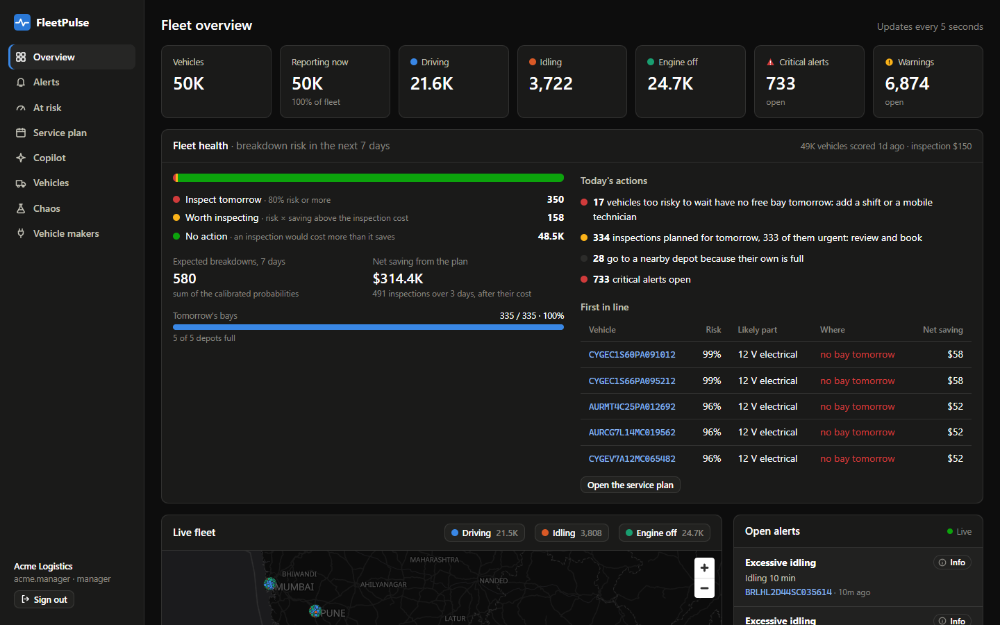 FleetPulse
Overview
Alerts
At risk
Service plan
Copilot
Vehicles
Chaos
Vehicle makers
Acme Logistics
acme.manager · manager
Sign out
Fleet overview
Updates every 5 seconds
Vehicles
50K
Reporting now
50K
100% of fleet
Driving
21.6K
Idling
3,722
Engine off
24.7K
Critical alerts
733
open
Warnings
6,874
open
Fleet health · breakdown risk in the next 7 days
49K vehicles scored 1d ago · inspection $150
Inspect tomorrow · 80% risk or more 350
Worth inspecting · risk × saving above the inspection cost 158
No action · an inspection would cost more than it saves 48.5K
Expected breakdowns, 7 days
580
sum of the calibrated probabilities
Net saving from the plan
$314.4K
491 inspections over 3 days, after their cost
Tomorrow's bays 335 / 335 · 100%
5 of 5 depots full
Today's actions
17 vehicles too risky to wait have no free bay tomorrow: add a shift or a mobile
technician
334 inspections planned for tomorrow, 333 of them urgent: review and book
28 go to a nearby depot because their own is full
733 critical alerts open
First in line
Vehicle Risk Likely part Where Net saving
CYGEC1S60PA091012 99% 12 V electrical no bay tomorrow $58
CYGEC1S66PA095212 99% 12 V electrical no bay tomorrow $58
AURMT4C25PA012692 96% 12 V electrical no bay tomorrow $52
AURCG7L14MC019562 96% 12 V electrical no bay tomorrow $52
CYGEV7A12MC065482 96% 12 V electrical no bay tomorrow $52
Open the service plan
Live fleet
Driving 21.5K
Idling 3,808
Engine off 24.7K
MAHARASHTRA
BHIWANDI
MUMBAI
AHILYANAGAR
NANDED
PUNE
LATUR
+
−
Open alerts
Live
Excessive idling Info
Idling 10 min
BRLHL2D44SC035614 · 10m ago
Excessive idling Info